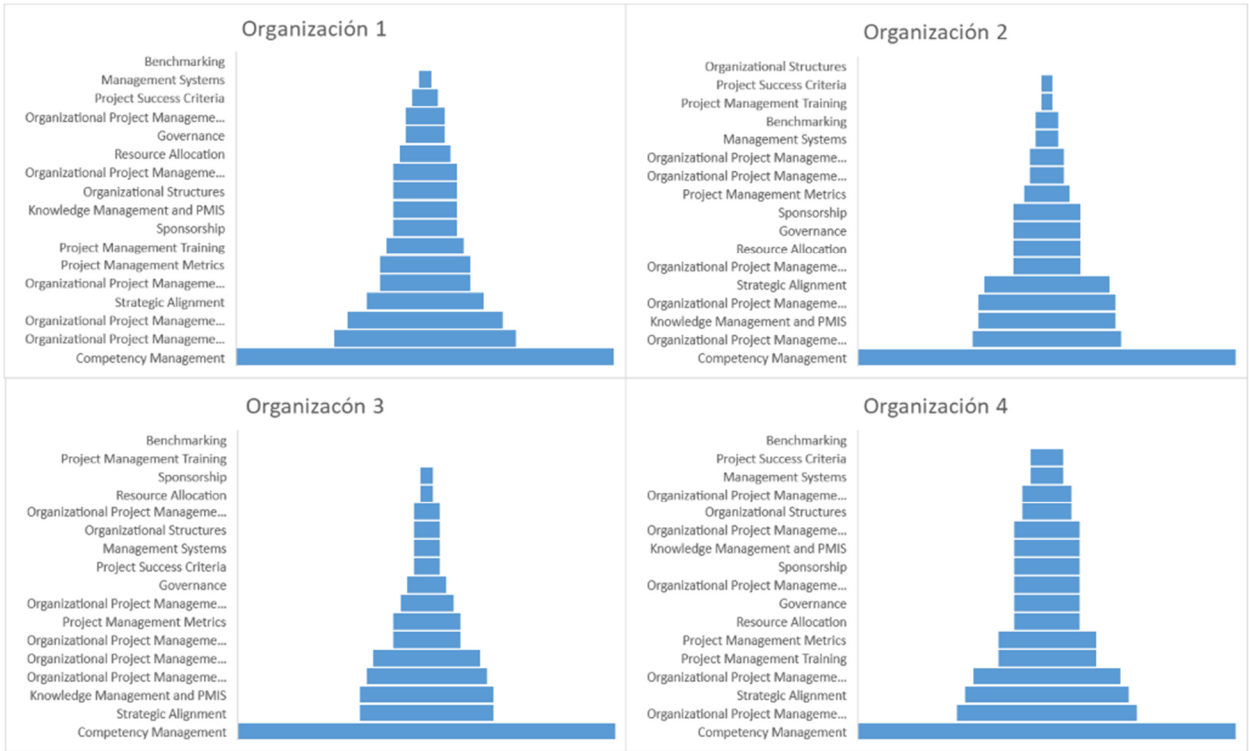 Organización 1
Benchmarking
Management Systems
Project Success Criteria
Organizational Project Manageme...
Governance
Resource Allocation
Organizational Project Manageme...
Organizational Structures
Knowledge Management and PMIS
Sponsorship
Project Management Training
Project Management Metrics
Organizational Project Manageme...
Strategic Alignment
Organizational Project Manageme...
Organizational Project Manageme...
Competency Management
Organización 2
Organizational Structures
Project Success Criteria
Project Management Training
Benchmarking
Management Systems
Organizational Project Manageme...
Organizational Project Manageme...
Project Management Metrics
Sponsorship
Governance
Resource Allocation
Organizational Project Manageme...
Strategic Alignment
Organizational Project Manageme...
Knowledge Management and PMIS
Organizational Project Manageme...
Competency Management
Organizacón 3
Benchmarking
Project Management Training
Sponsorship
Resource Allocation
Organizational Project Manageme...
Organizational Structures
Management Systems
Project Success Criteria
Governance
Organizational Project Manageme...
Project Management Metrics
Organizational Project Manageme...
Organizational Project Manageme...
Organizational Project Manageme...
Knowledge Management and PMIS
Strategic Alignment
Competency Management
Organización 4
Benchmarking
Project Success Criteria
Management Systems
Organizational Project Manageme...
Organizational Structures
Organizational Project Manageme...
Knowledge Management and PMIS
Sponsorship
Organizational Project Manageme...
Governance
Resource Allocation
Project Management Metrics
Project Management Training
Organizational Project Manageme...
Strategic Alignment
Organizational Project Manageme...
Competency Management